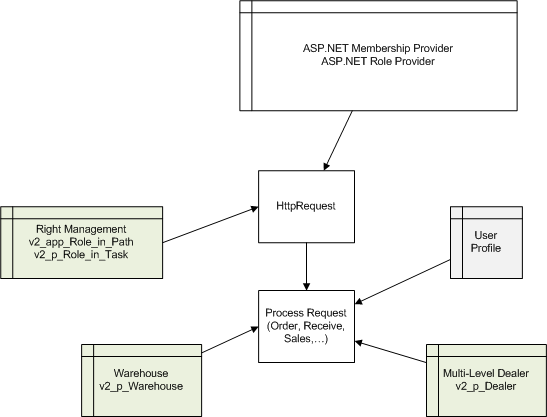 ASP.NET Membership Provider
ASP.NET Role Provider
HttpRequest
Right Management
v2_app_Role_in_Path
v2_p_Role_in_Task
User
Profile
Process Request
(Order, Receive,
Sales,...)
Warehouse
v2_p_Warehouse
Multi-Level Dealer
v2_p_Dealer